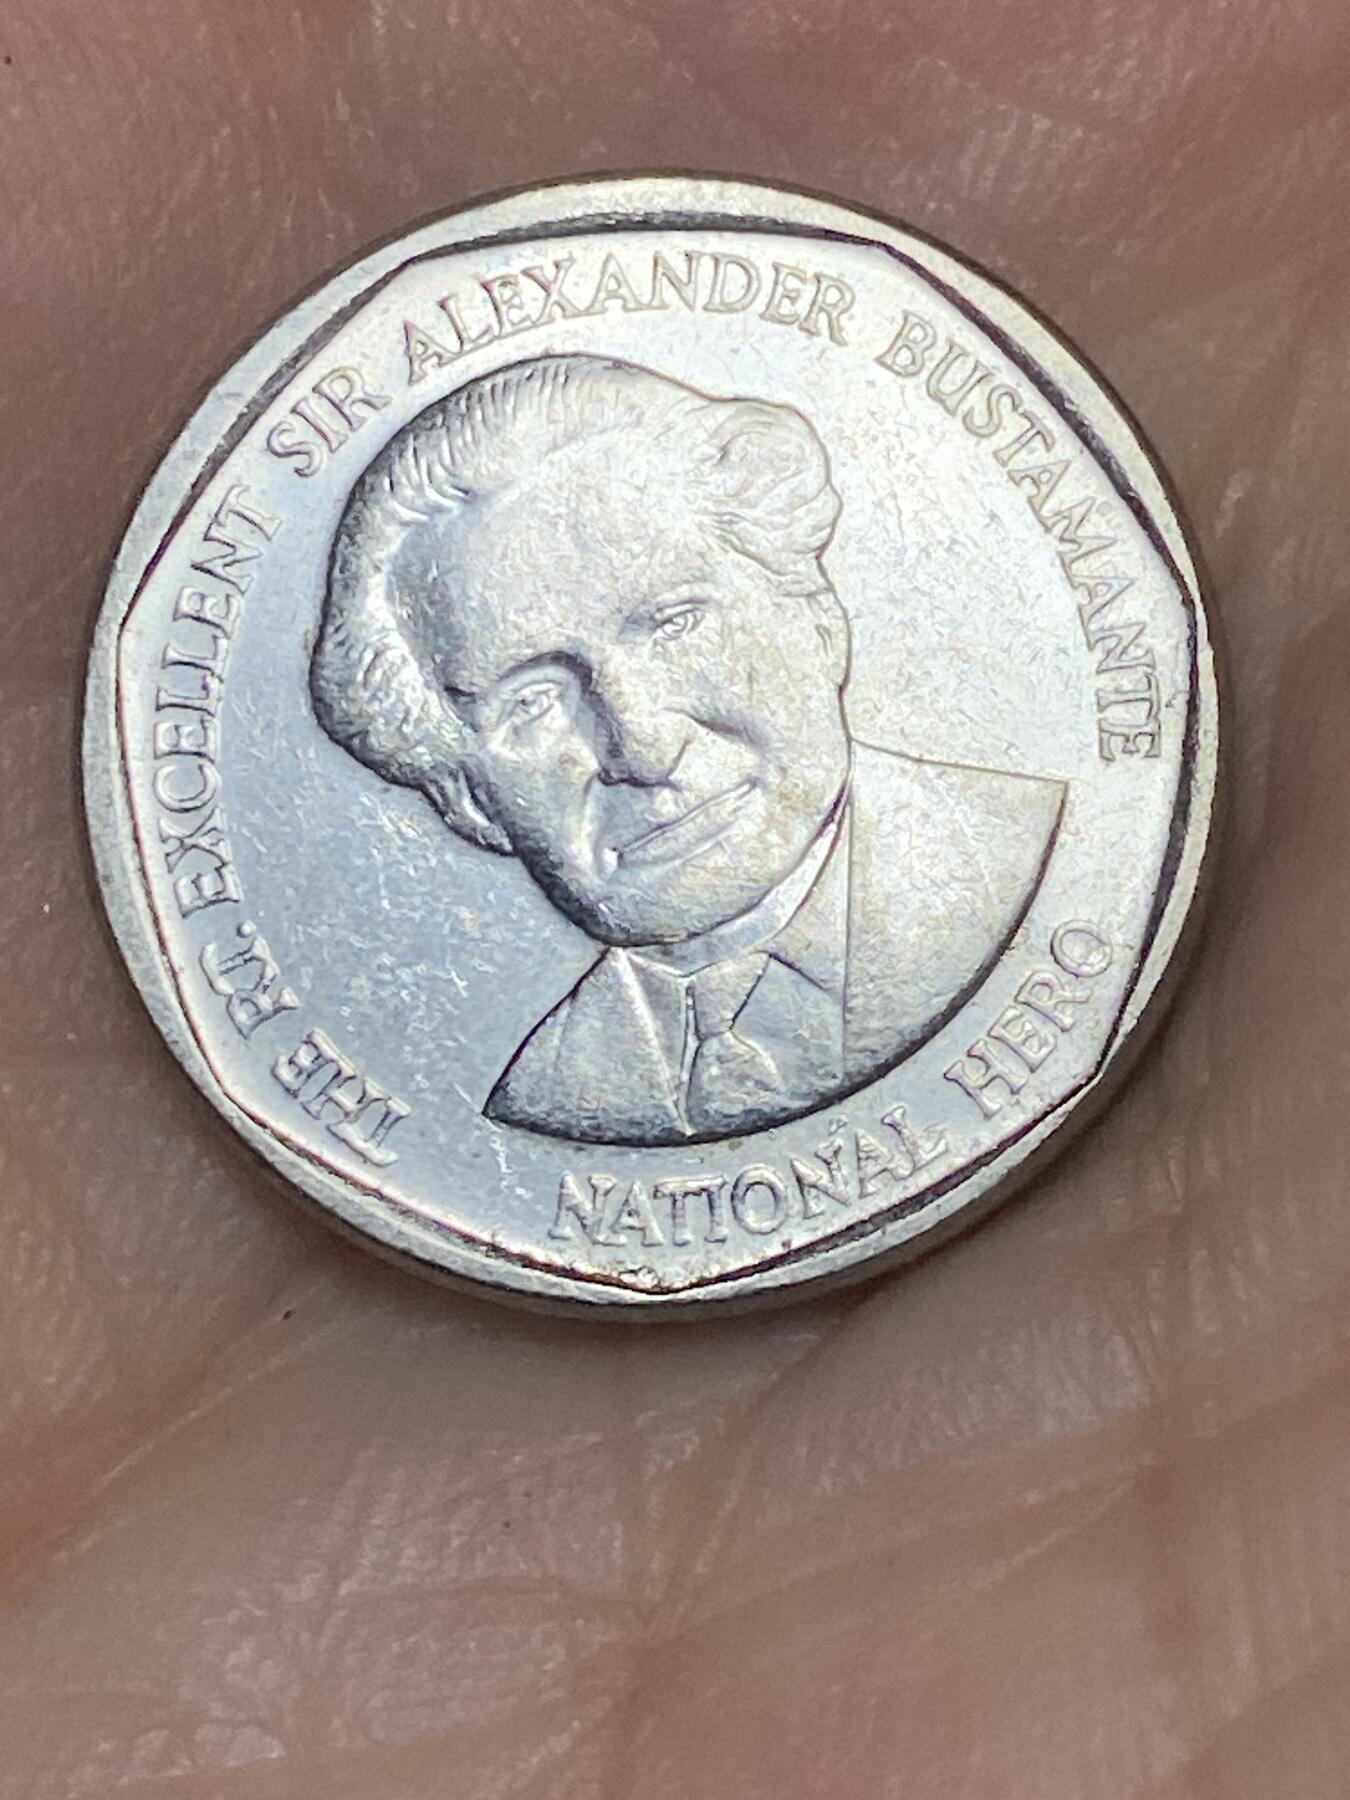 THE RT. EXCELLENT SIR ALEXANDER BUSTAMANTE
NATIONAL HERO